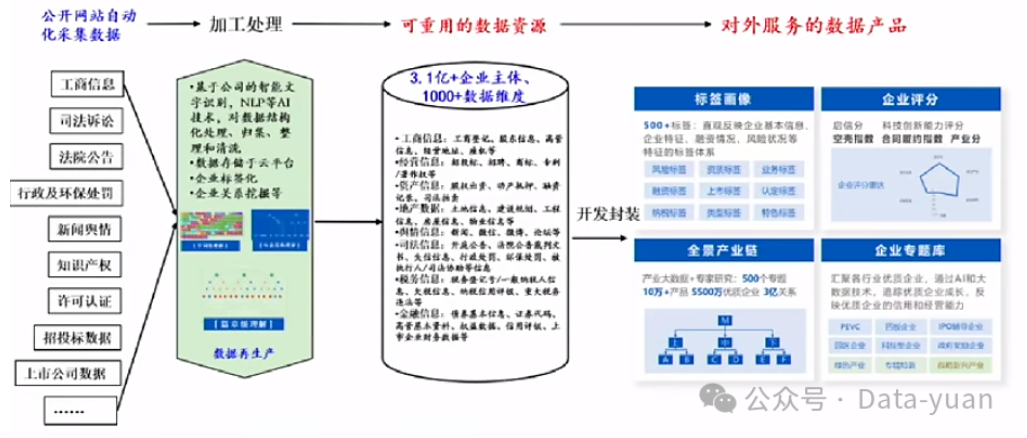 公开网站自动
化采集数据
加工处理
可重用的数据资源
对外服务的数据产品
工商信息
司法诉讼
法院公告
行政及环保处罚
新闻舆情
知识产权
许可认证
招投标数据
上市公司数据
……
•基于公司的智能文
字识别，NLP等AI
技术，对数据结构
化处理、归集、整
理和清洗
•数据存储于云平台
•企业标签化
•企业关系挖掘等
【篇章级理解】
数据再生产
3.1亿+企业主体、
1000+数据维度
•工商信息：工商登记、股东信息、高管
信息、经营地址、座机等
•经营信息：招投标、招聘、商标、专利
/著作权等
•资产信息：股权出资、动产抵押、融资
记录、司法拍卖
•地产数据：土地信息、建设规划、工程
信息、房屋信息、物业信息等
•舆情信息：新闻、微信、微博、论坛等
•司法信息：开庭公告、法院公告裁判文
书、失信信息、行政处罚、环保处罚、被
执行人/司法协助等信息
•税务信息：税务登记号/一般纳税人信
息、欠税信息、纳税信用评级、重大税务
违法等
•金融信息：债券基本信息、证券代码、
高管基本资料、权益数据、信用评级、上
市企业财务数据等
开发封装
标签画像
500+标签：直观反映企业基本信息、
企业特征、融资情况，风险状况等
特征的标签体系
风险标签 资质标签 业务标签
融资标签 上市标签 认定标签
纳税标签 类型标签 特色标签
企业评分
启信分 科技创新能力评分
空壳指数 合同履约指数 产业分
企业评分雷达
全景产业链
产业大数据+专家研究：500个专题
10万+产品 5500万优质企业 3亿关系
M
上 中 下
A B C D E F
企业专题库
汇聚各行业优质企业，通过AI和大
数据技术，追踪优质企业成长，反
映优质企业的信用和经营能力
PEVC 四板企业 IPO辅导企业
园区企业 科技型企业 政府奖励企业
绿色产业 专精特新 战略新兴产业
公众号 · Data-yuan